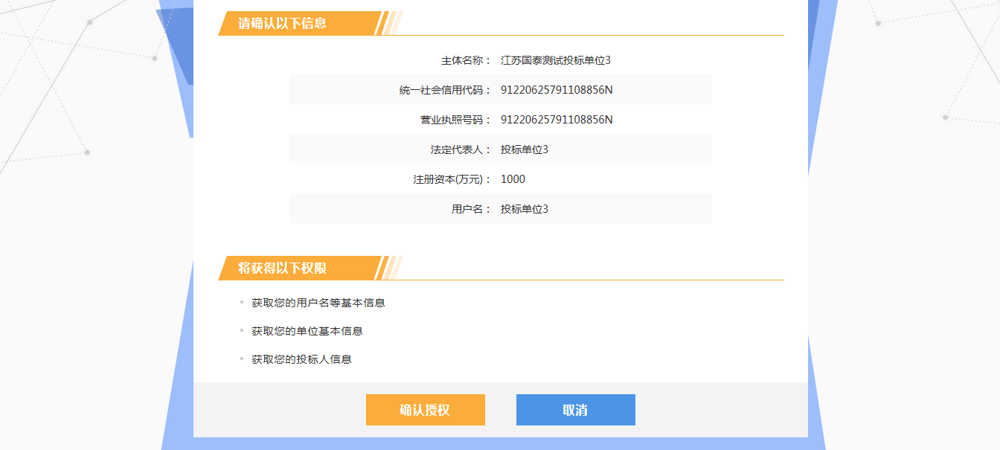 请确认以下信息
主体名称： 江苏国泰测试投标单位3
统一社会信用代码： 91220625791108856N
营业执照号码： 91220625791108856N
法定代表人： 投标单位3
注册资本(万元)： 1000
用户名： 投标单位3
将获得以下权限
获取您的用户名等基本信息
获取您的单位基本信息
获取您的投标人信息
确认授权 取消